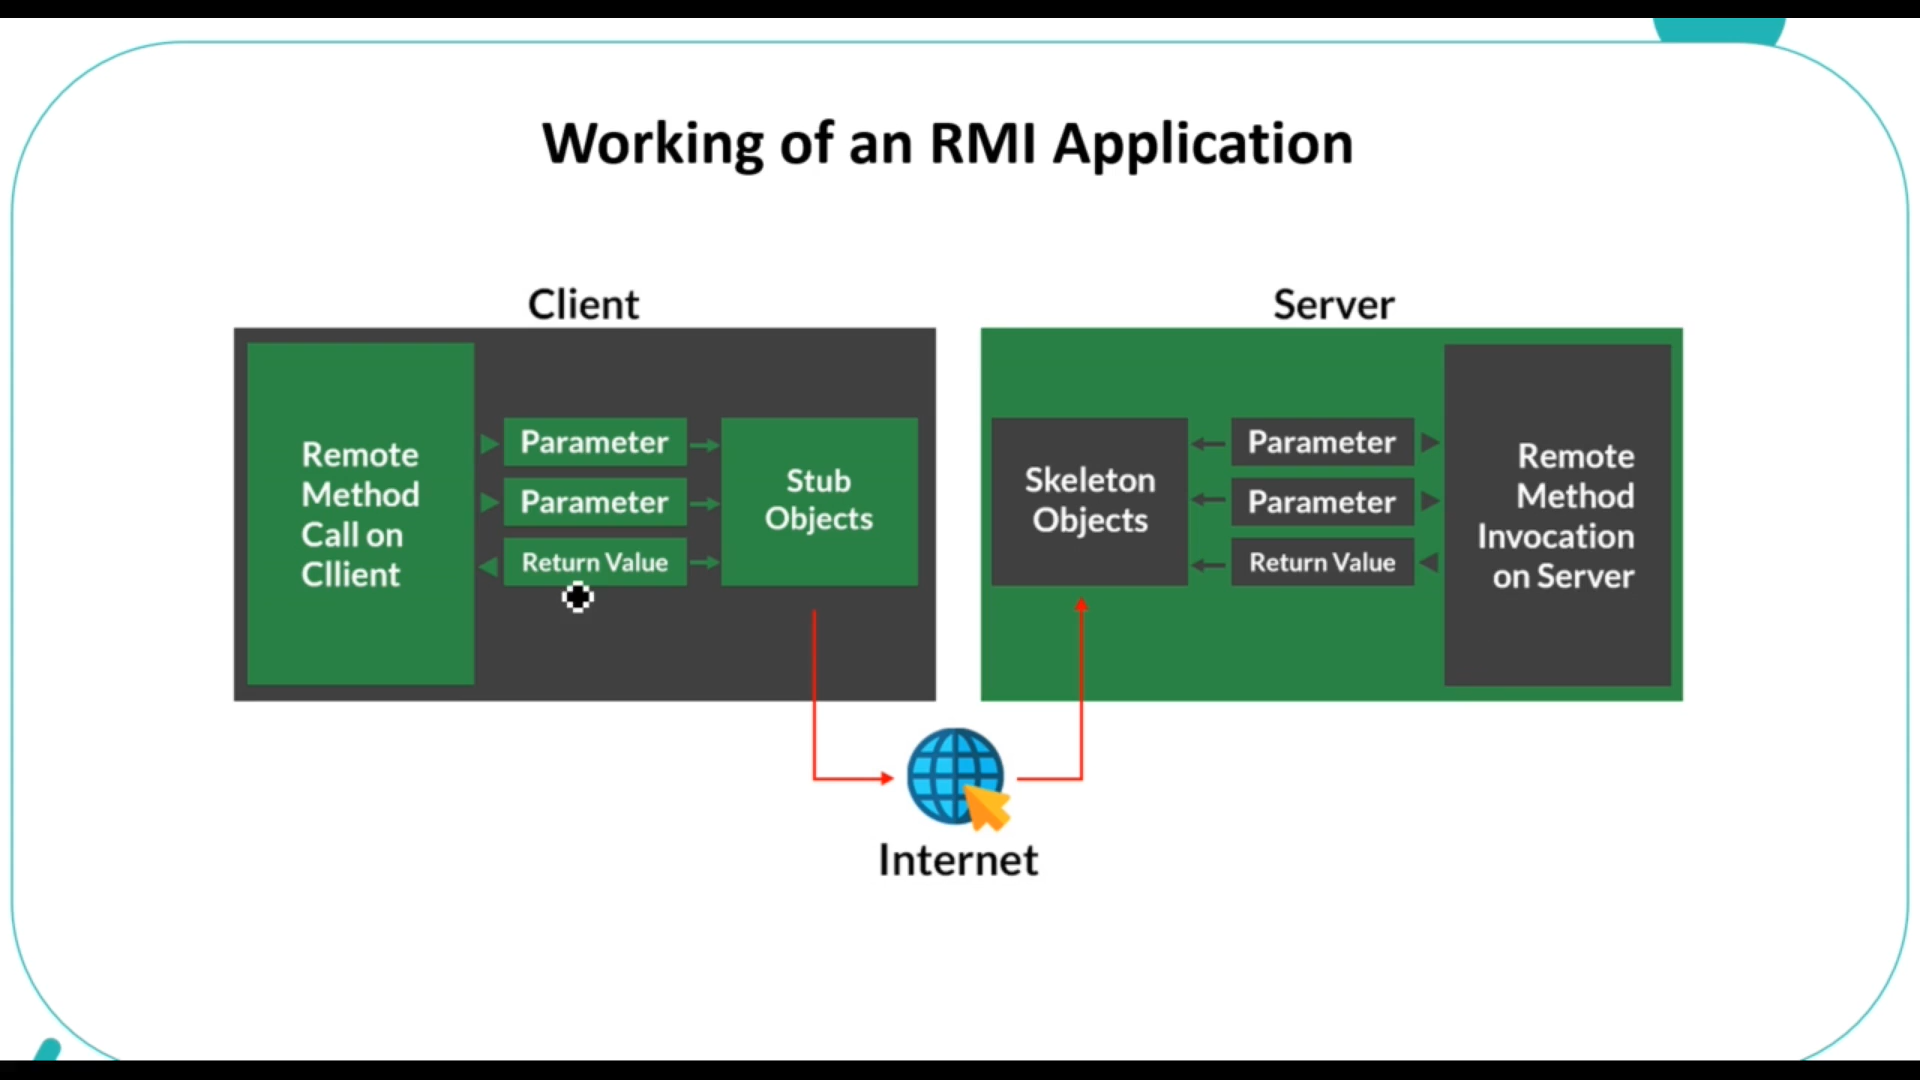 Working of an RMI Application
Client
Remote
Method
Call on
Cllient
Parameter
Parameter
Return Value
Stub
Objects
Server
Skeleton
Objects
Parameter
Parameter
Return Value
Remote
Method
Invocation
on Server
Internet